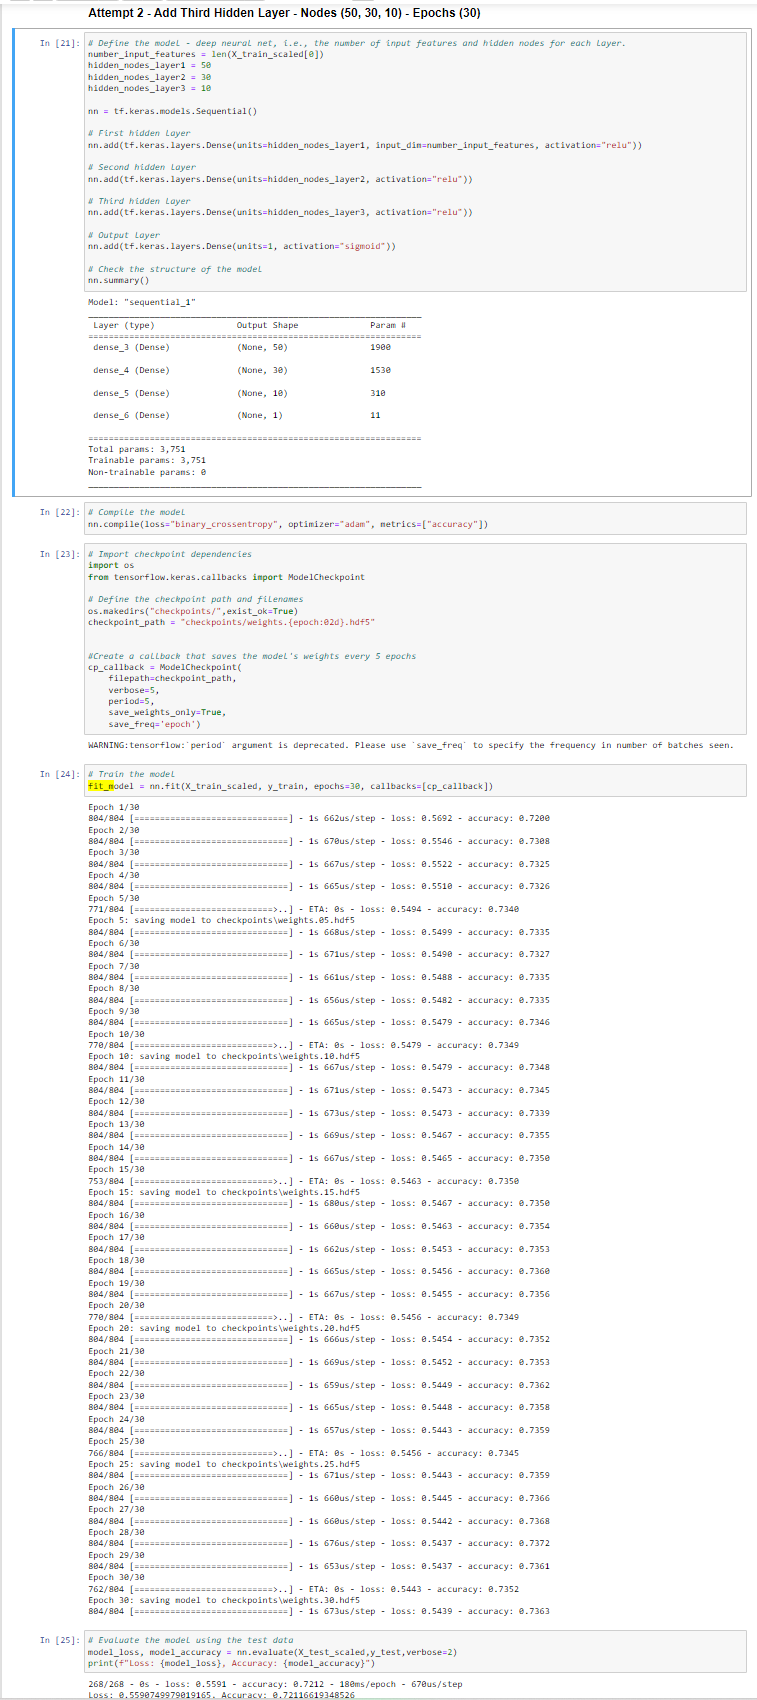 Attempt 2 - Add Third Hidden Layer - Nodes (50, 30, 10) - Epochs (30)
In [21]: # Define the model - deep neural net, i.e., the number of input features and hidden nodes for each layer.
number_input_features = len(X_train_scaled[0])
hidden_nodes_layer1 = 50
hidden_nodes_layer2 = 30
hidden_nodes_layer3 = 10
nn = tf.keras.models.Sequential()
# First hidden layer
nn.add(tf.keras.layers.Dense(units=hidden_nodes_layer1, input_dim=number_input_features, activation="relu"))
# Second hidden layer
nn.add(tf.keras.layers.Dense(units=hidden_nodes_layer2, activation="relu"))
# Third hidden layer
nn.add(tf.keras.layers.Dense(units=hidden_nodes_layer3, activation="relu"))
# Output layer
nn.add(tf.keras.layers.Dense(units=1, activation="sigmoid"))
# Check the structure of the model
nn.summary()
Model: "sequential_1"
_________________________________________________________________
Layer (type) Output Shape Param #
=================================================================
dense_3 (Dense) (None, 50) 1900
dense_4 (Dense) (None, 30) 1530
dense_5 (Dense) (None, 10) 310
dense_6 (Dense) (None, 1) 11
=================================================================
Total params: 3,751
Trainable params: 3,751
Non-trainable params: 0
_________________________________________________________________
In [22]: # Compile the model
nn.compile(loss="binary_crossentropy", optimizer="adam", metrics=["accuracy"])
In [23]: # Import checkpoint dependencies
import os
from tensorflow.keras.callbacks import ModelCheckpoint
# Define the checkpoint path and filenames
os.makedirs("checkpoints/",exist_ok=True)
checkpoint_path = "checkpoints/weights.{epoch:02d}.hdf5"
#Create a callback that saves the model's weights every 5 epochs
cp_callback = ModelCheckpoint(
filepath=checkpoint_path,
verbose=5,
period=5,
save_weights_only=True,
save_freq='epoch')
WARNING:tensorflow:`period` argument is deprecated. Please use `save_freq` to specify the frequency in number of batches seen.
In [24]: # Train the model
fit_model = nn.fit(X_train_scaled, y_train, epochs=30, callbacks=[cp_callback])
Epoch 1/30
804/804 [==============================] - 1s 662us/step - loss: 0.5692 - accuracy: 0.7200
Epoch 2/30
804/804 [==============================] - 1s 670us/step - loss: 0.5546 - accuracy: 0.7308
Epoch 3/30
804/804 [==============================] - 1s 667us/step - loss: 0.5522 - accuracy: 0.7325
Epoch 4/30
804/804 [==============================] - 1s 665us/step - loss: 0.5510 - accuracy: 0.7326
Epoch 5/30
771/804 [===========================>..] - ETA: 0s - loss: 0.5494 - accuracy: 0.7340
Epoch 5: saving model to checkpoints\weights.05.hdf5
804/804 [==============================] - 1s 668us/step - loss: 0.5499 - accuracy: 0.7335
Epoch 6/30
804/804 [==============================] - 1s 671us/step - loss: 0.5490 - accuracy: 0.7327
Epoch 7/30
804/804 [==============================] - 1s 661us/step - loss: 0.5488 - accuracy: 0.7335
Epoch 8/30
804/804 [==============================] - 1s 656us/step - loss: 0.5482 - accuracy: 0.7335
Epoch 9/30
804/804 [==============================] - 1s 665us/step - loss: 0.5479 - accuracy: 0.7346
Epoch 10/30
770/804 [===========================>..] - ETA: 0s - loss: 0.5479 - accuracy: 0.7349
Epoch 10: saving model to checkpoints\weights.10.hdf5
804/804 [==============================] - 1s 667us/step - loss: 0.5479 - accuracy: 0.7348
Epoch 11/30
804/804 [==============================] - 1s 671us/step - loss: 0.5473 - accuracy: 0.7345
Epoch 12/30
804/804 [==============================] - 1s 673us/step - loss: 0.5473 - accuracy: 0.7339
Epoch 13/30
804/804 [==============================] - 1s 669us/step - loss: 0.5467 - accuracy: 0.7355
Epoch 14/30
804/804 [==============================] - 1s 667us/step - loss: 0.5465 - accuracy: 0.7350
Epoch 15/30
753/804 [===========================>..] - ETA: 0s - loss: 0.5463 - accuracy: 0.7350
Epoch 15: saving model to checkpoints\weights.15.hdf5
804/804 [==============================] - 1s 680us/step - loss: 0.5467 - accuracy: 0.7350
Epoch 16/30
804/804 [==============================] - 1s 660us/step - loss: 0.5463 - accuracy: 0.7354
Epoch 17/30
804/804 [==============================] - 1s 662us/step - loss: 0.5453 - accuracy: 0.7353
Epoch 18/30
804/804 [==============================] - 1s 665us/step - loss: 0.5456 - accuracy: 0.7360
Epoch 19/30
804/804 [==============================] - 1s 667us/step - loss: 0.5455 - accuracy: 0.7356
Epoch 20/30
770/804 [===========================>..] - ETA: 0s - loss: 0.5456 - accuracy: 0.7349
Epoch 20: saving model to checkpoints\weights.20.hdf5
804/804 [==============================] - 1s 666us/step - loss: 0.5454 - accuracy: 0.7352
Epoch 21/30
804/804 [==============================] - 1s 669us/step - loss: 0.5452 - accuracy: 0.7353
Epoch 22/30
804/804 [==============================] - 1s 659us/step - loss: 0.5449 - accuracy: 0.7362
Epoch 23/30
804/804 [==============================] - 1s 665us/step - loss: 0.5448 - accuracy: 0.7358
Epoch 24/30
804/804 [==============================] - 1s 657us/step - loss: 0.5443 - accuracy: 0.7359
Epoch 25/30
766/804 [===========================>..] - ETA: 0s - loss: 0.5456 - accuracy: 0.7345
Epoch 25: saving model to checkpoints\weights.25.hdf5
804/804 [==============================] - 1s 671us/step - loss: 0.5443 - accuracy: 0.7359
Epoch 26/30
804/804 [==============================] - 1s 660us/step - loss: 0.5445 - accuracy: 0.7366
Epoch 27/30
804/804 [==============================] - 1s 660us/step - loss: 0.5442 - accuracy: 0.7368
Epoch 28/30
804/804 [==============================] - 1s 676us/step - loss: 0.5437 - accuracy: 0.7372
Epoch 29/30
804/804 [==============================] - 1s 653us/step - loss: 0.5437 - accuracy: 0.7361
Epoch 30/30
762/804 [===========================>..] - ETA: 0s - loss: 0.5443 - accuracy: 0.7352
Epoch 30: saving model to checkpoints\weights.30.hdf5
804/804 [==============================] - 1s 673us/step - loss: 0.5439 - accuracy: 0.7363
In [25]: # Evaluate the model using the test data
model_loss, model_accuracy = nn.evaluate(X_test_scaled,y_test,verbose=2)
print(f"Loss: {model_loss}, Accuracy: {model_accuracy}")
268/268 - 0s - loss: 0.5591 - accuracy: 0.7212 - 180ms/epoch - 670us/step
Loss: 0.5590749979019165, Accuracy: 0.72116619348526